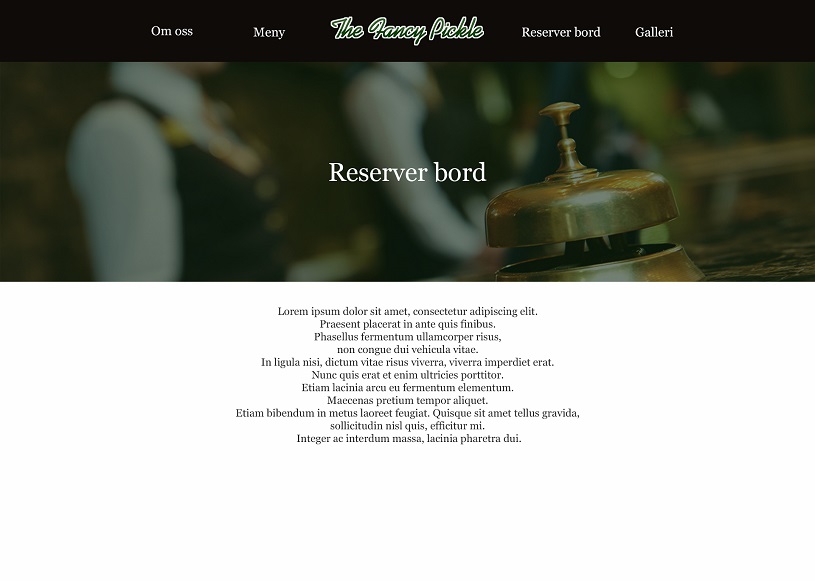 Om oss
Meny
The Fancy Pickle
Reserver bord
Galleri
Reserver bord
Lorem ipsum dolor sit amet, consectetur adipiscing elit.
Praesent placerat in ante quis finibus.
Phasellus fermentum ullamcorper risus,
non congue dui vehicula vitae.
In ligula nisi, dictum vitae risus viverra, viverra imperdiet erat.
Nunc quis erat et enim ultricies porttitor.
Etiam lacinia arcu eu fermentum elementum.
Maecenas pretium tempor aliquet.
Etiam bibendum in metus laoreet feugiat. Quisque sit amet tellus gravida,
sollicitudin nisl quis, efficitur mi.
Integer ac interdum massa, lacinia pharetra dui.